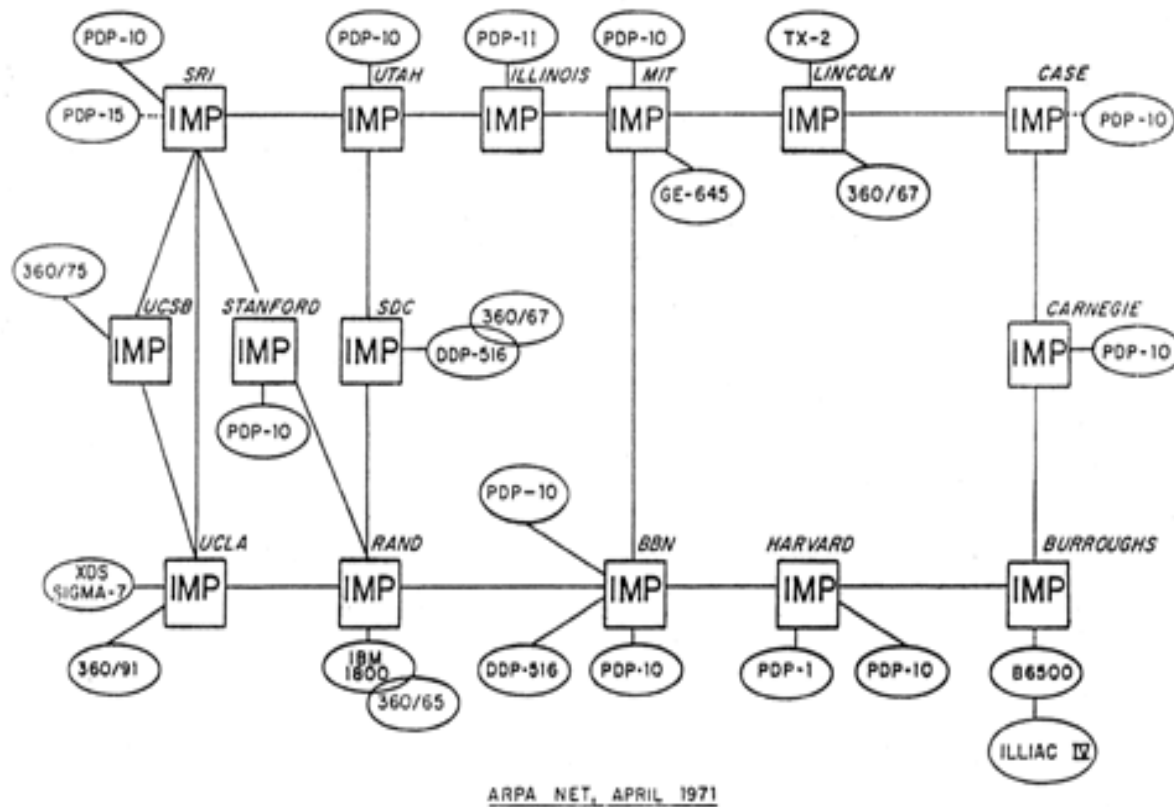 PDP-10
PDP-10
PDP-11
PDP-10
TX-2
SRI
UTAH
ILLINOIS
MIT
LINCOLN
CASE
PDP-15
IMP
IMP
IMP
IMP
IMP
IMP
PDP-10
GE-645
360/67
360/75
UCSB
STANFORD
SDC
360/67
CARNEGIE
IMP
IMP
IMP
DDP-516
IMP
PDP-10
PDP-10
PDP-10
UCLA
RAND
BBN
HARVARD
BURROUGHS
XDS
SIGMA-7
IMP
IMP
IMP
IMP
IMP
360/91
IBM
1800
360/65
DDP-516
PDP-10
PDP-1
PDP-10
B6500
ILLIAC IV
ARPA NET, APRIL 1971